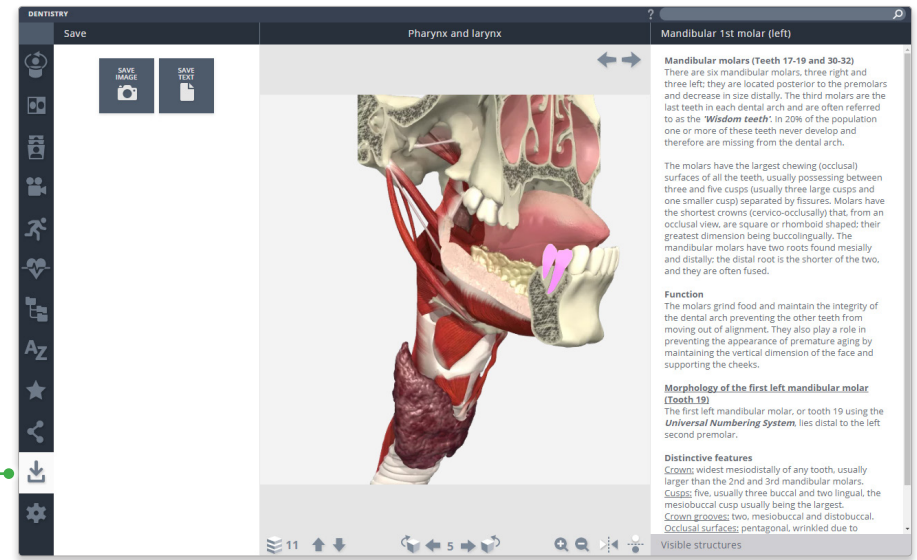 DENTISTRY
?
Save
Pharynx and larynx
Mandibular 1st molar (left)
SAVE
IMAGE
SAVE
TEXT
AZ
Mandibular molars (Teeth 17-19 and 30-32)
There are six mandibular molars, three right and
three left; they are located posterior to the premolars
and decrease in size distally. The third molars are the
last teeth in each dental arch and are often referred
to as the 'Wisdom teeth'. In 20% of the population
one or more of these teeth never develop and
therefore are missing from the dental arch.
The molars have the largest chewing (occlusal)
surfaces of all the teeth, usually possessing between
three and five cusps (usually three large cusps and
one smaller cusp) separated by fissures. Molars have
the shortest crowns (cervico-occlusally) that, from an
occlusal view, are square or rhomboid shaped; their
greatest dimension being buccolingually. The
mandibular molars have two roots found mesially
and distally; the distal root is the shorter of the two,
and they are often fused.
Function
The molars grind food and maintain the integrity of
the dental arch preventing the other teeth from
moving out of alignment. They also play a role in
preventing the appearance of premature aging by
maintaining the vertical dimension of the face and
supporting the cheeks.
Morphology of the first left mandibular molar
(Tooth 19)
The first left mandibular molar, or tooth 19 using the
Universal Numbering System, lies distal to the left
second premolar.
Distinctive features
Crown: widest mesiodistally of any tooth, usually
larger than the 2nd and 3rd mandibular molars.
Cusps: five, usually three buccal and two lingual, the
mesiobuccal cusp usually being the largest.
Crown grooves: two, mesiobuccal and distobuccal.
Occlusal surfaces: pentagonal, wrinkled due to
11
5
Visible structures